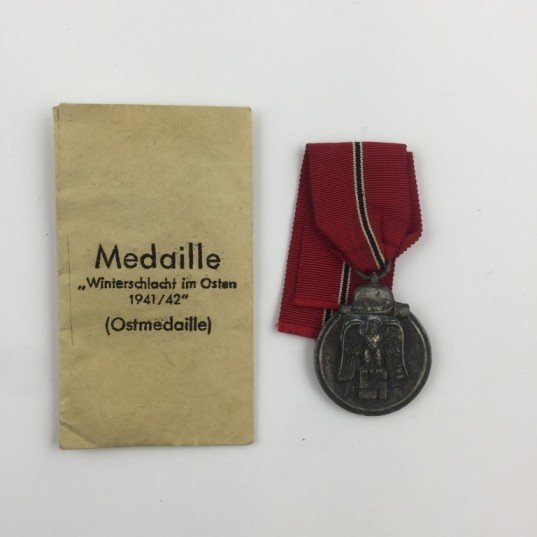 Medaille
„Winterschlacht im Osten
1941/42”
(Ostmedaille)